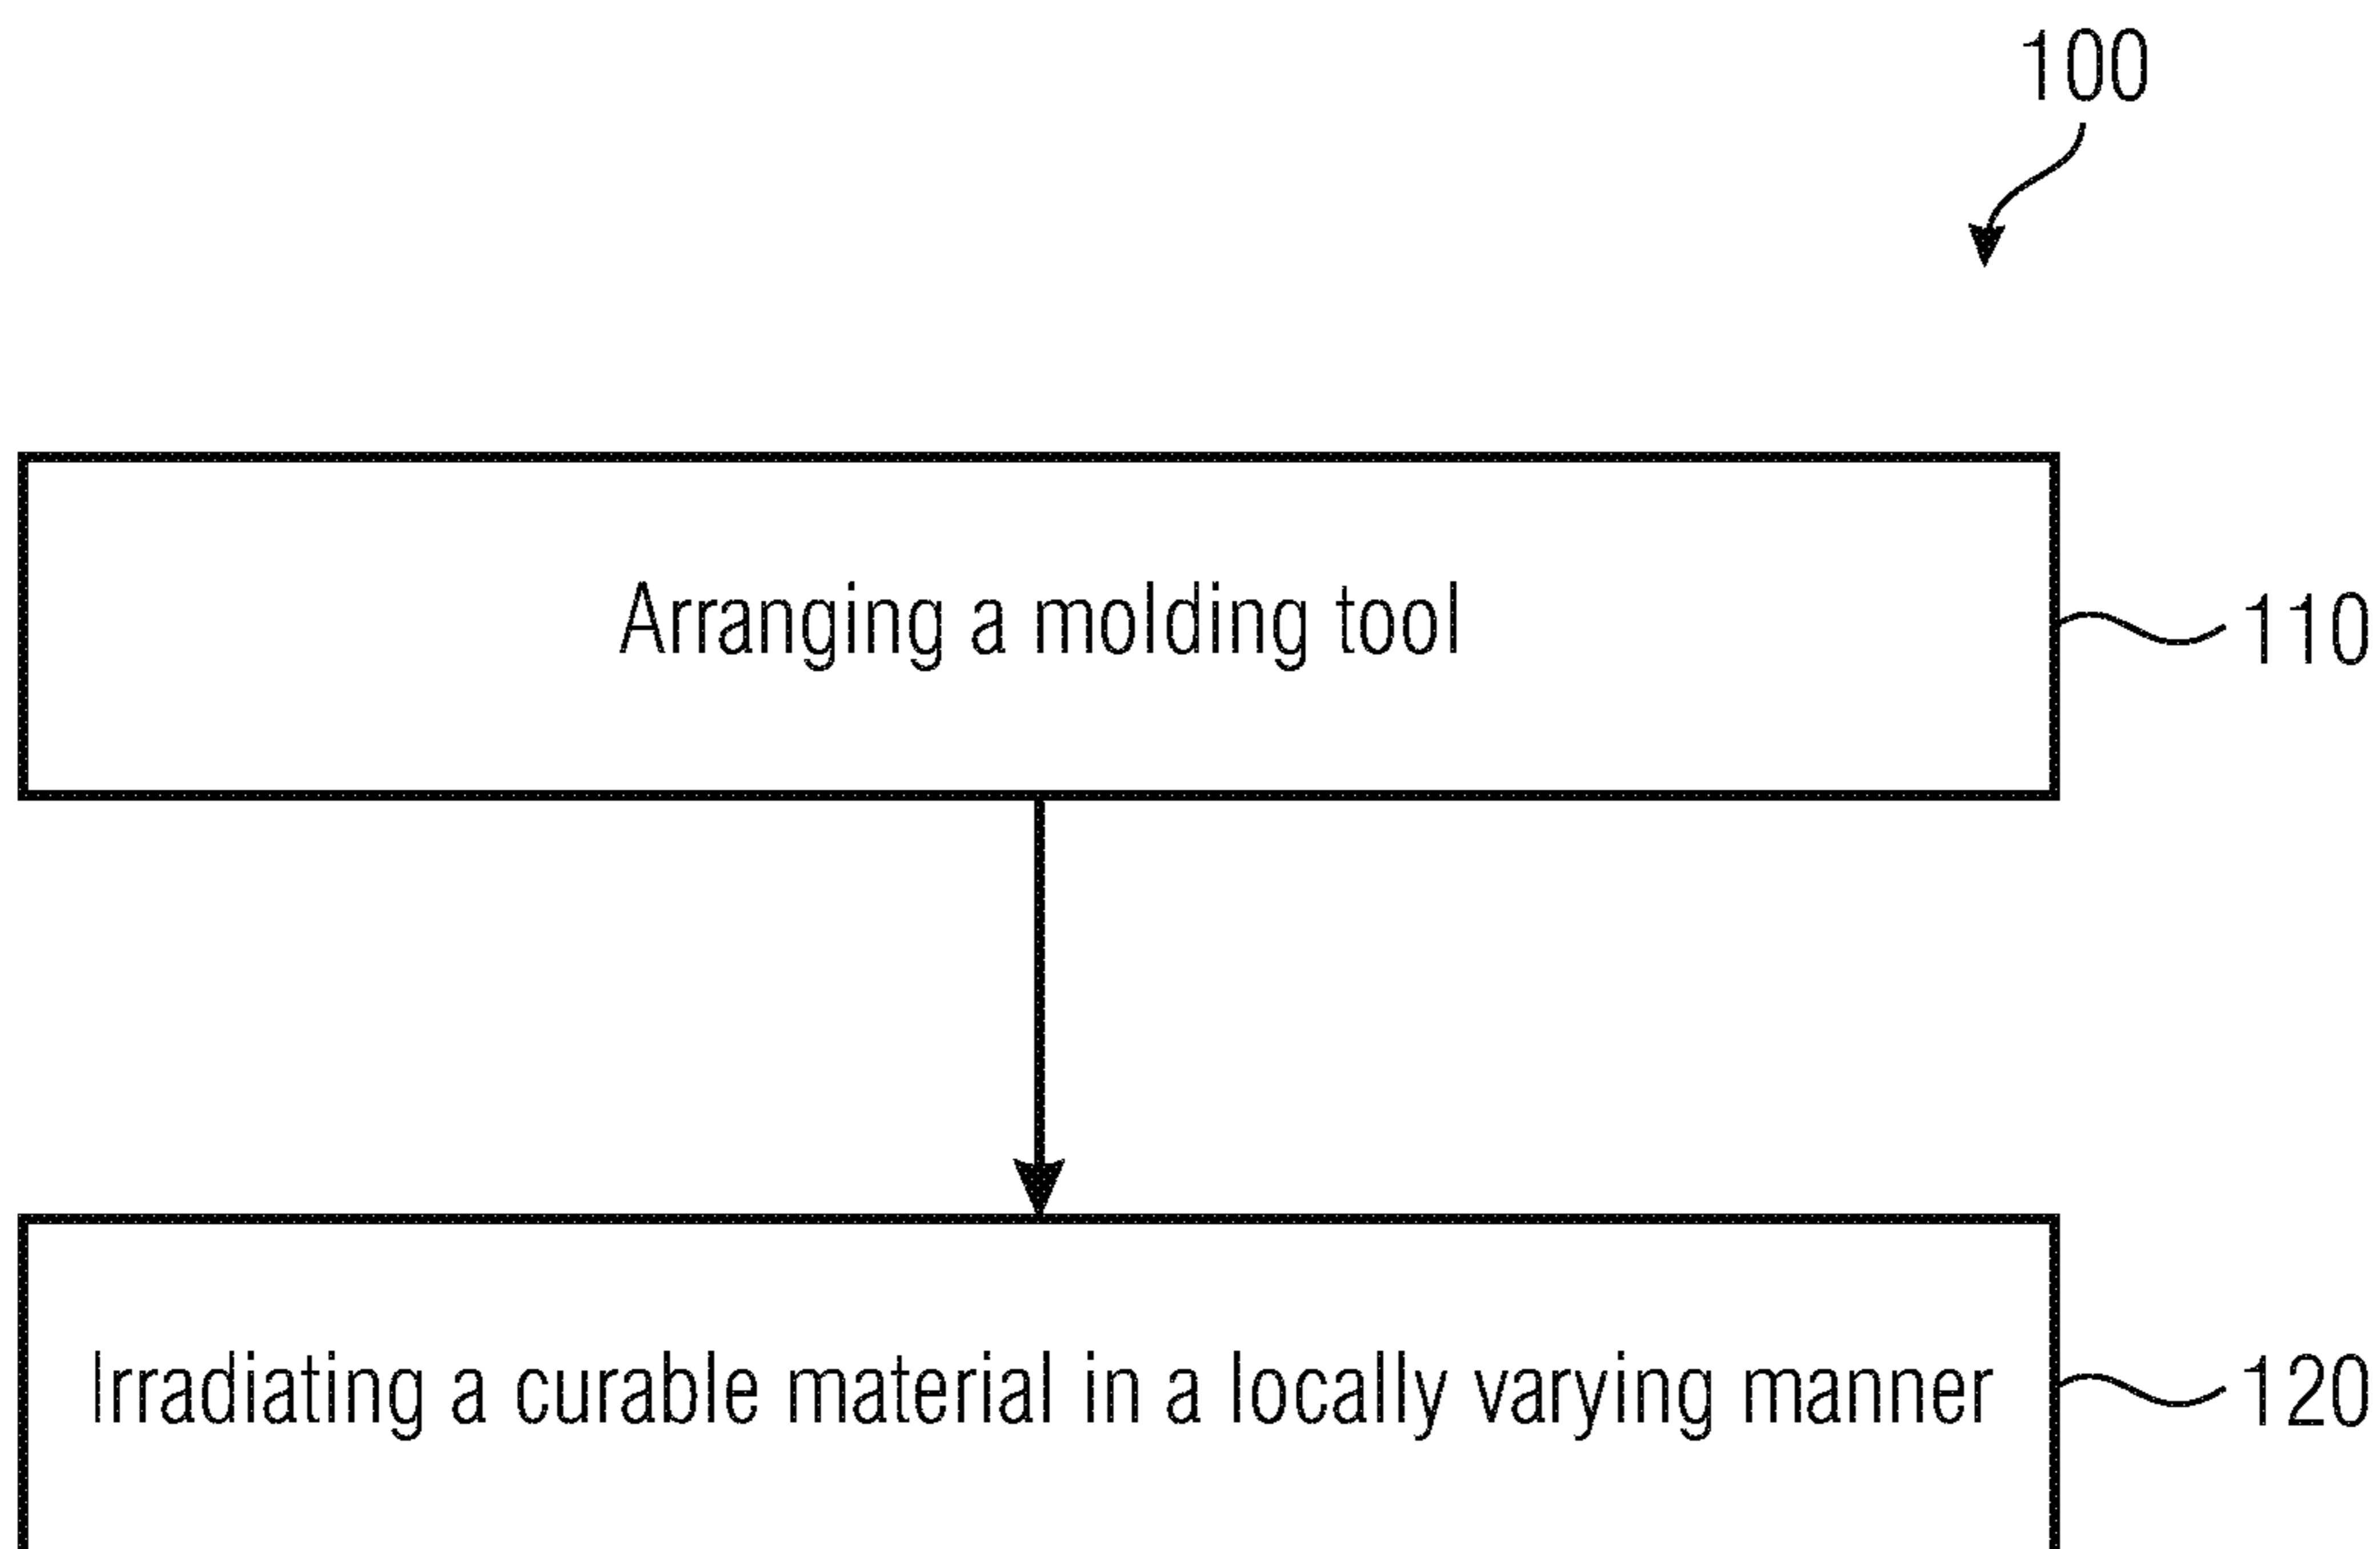 100
Arranging a molding tool
110
Irradiating a curable material in a locally varying manner
120